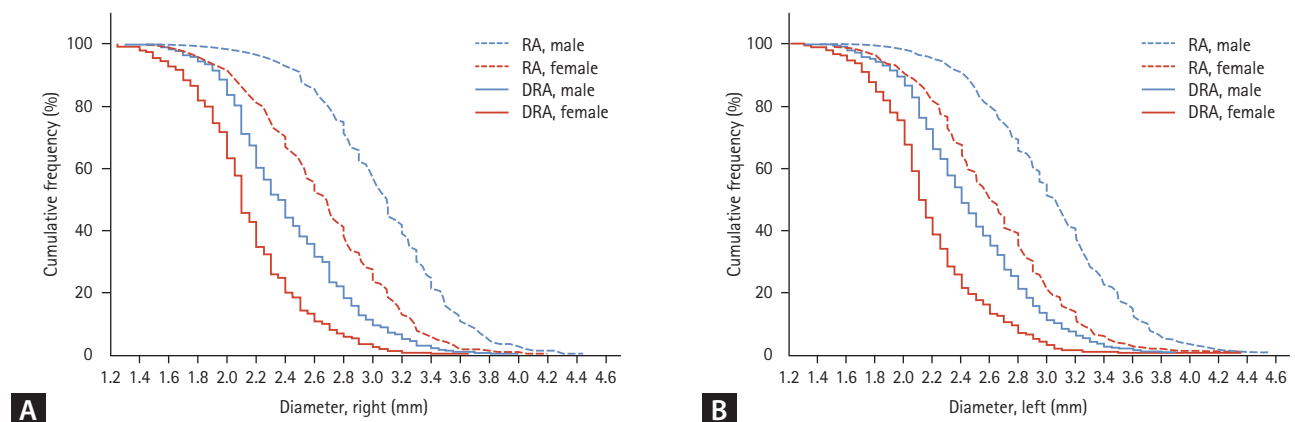 100
80
60
40
20
0
Cumulative frequency (%)
RA, male
RA, female
DRA, male
DRA, female
1.2 1.4 1.6 1.8 2.0 2.2 2.4 2.6 2.8 3.0 3.2 3.4 3.6 3.8 4.0 4.2 4.4 4.6
Diameter, right (mm)
A
100
80
60
40
20
0
Cumulative frequency (%)
RA, male
RA, female
DRA, male
DRA, female
1.2 1.4 1.6 1.8 2.0 2.2 2.4 2.6 2.8 3.0 3.2 3.4 3.6 3.8 4.0 4.2 4.4 4.6
Diameter, left (mm)
B